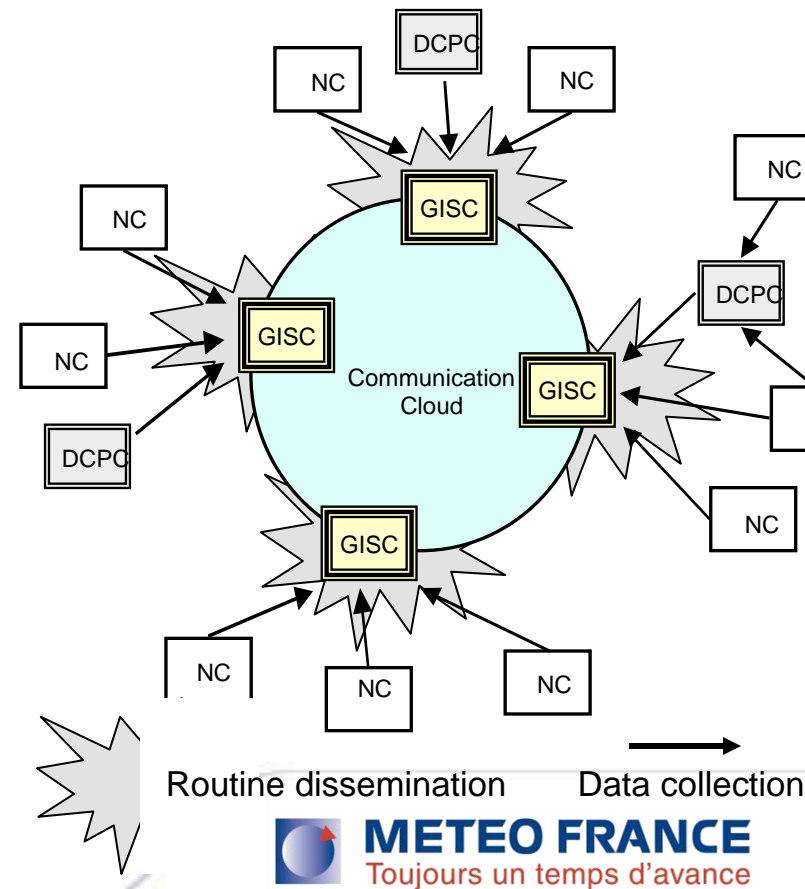 DCPC
NC
NC
GISC
NC
NC
DCPC
NC
GISC
NC
DCPC
Communication
Cloud
GISC
NC
GISC
NC
NC
NC
Routine dissemination
Data collection
METEO FRANCE
Toujours un temps d'avance